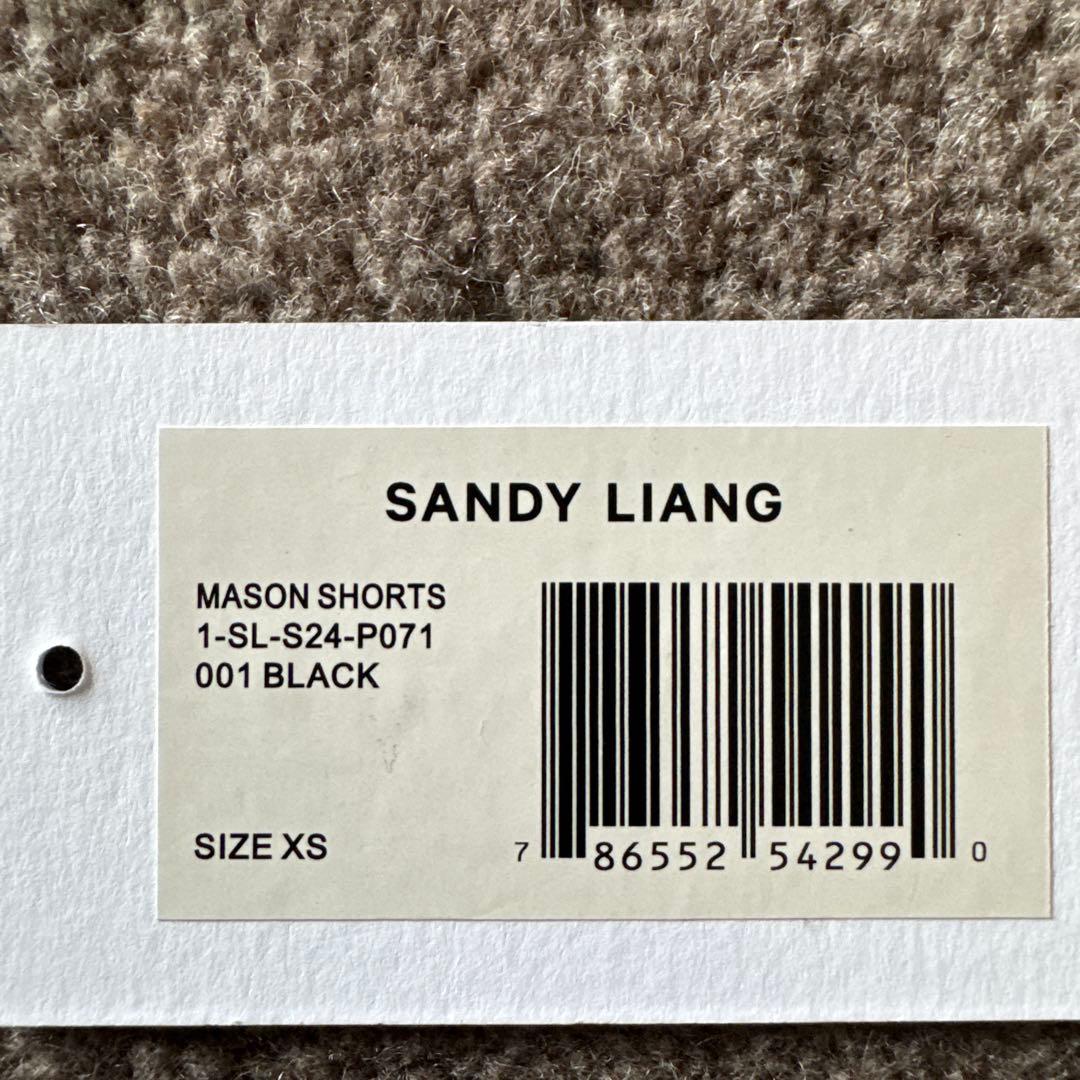 SANDY LIANG
MASON SHORTS
1-SL-S24-P071
001 BLACK
SIZE XS
7 86552 54299 0